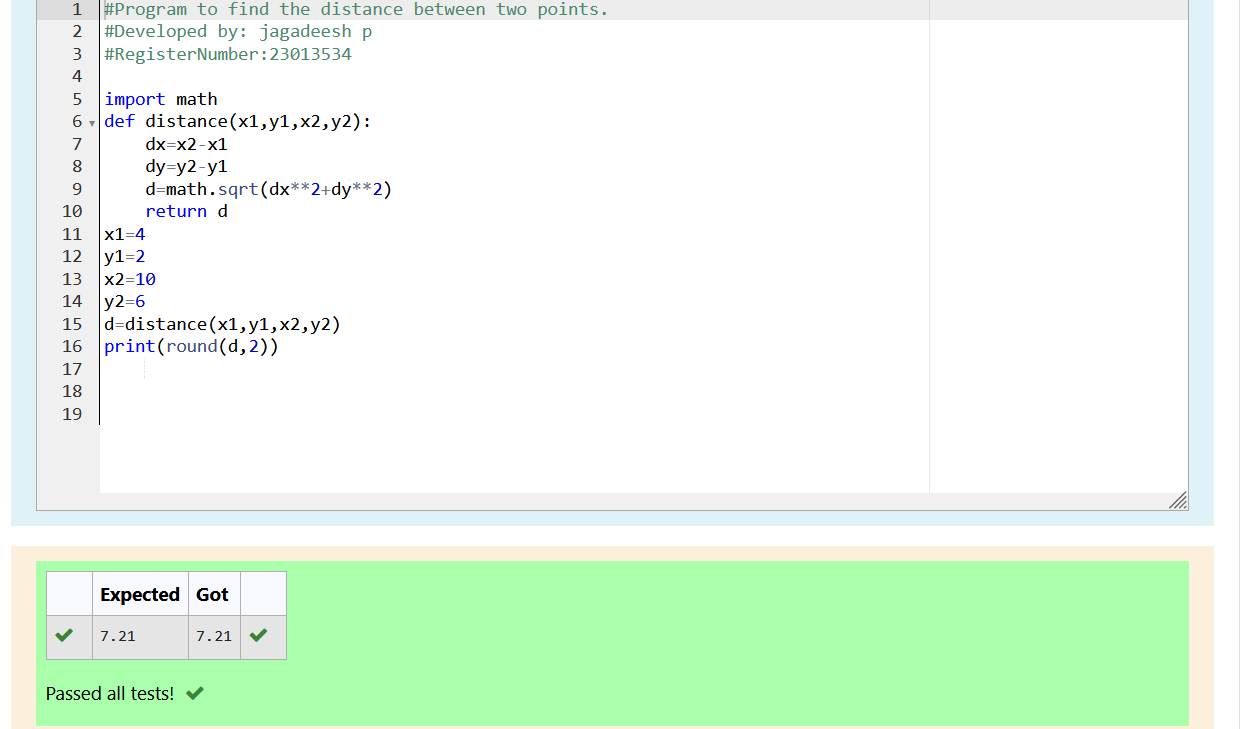 1 #Program to find the distance between two points.
2 #Developed by: jagadeesh p
3 #RegisterNumber:23013534
4
5 import math
6 def distance(x1,y1,x2,y2):
7     dx=x2-x1
8     dy=y2-y1
9     d=math.sqrt(dx**2+dy**2)
10     return d
11 x1=4
12 y1=2
13 x2=10
14 y2=6
15 d=distance(x1,y1,x2,y2)
16 print(round(d,2))
17
18
19
Expected Got
7.21 7.21
Passed all tests!